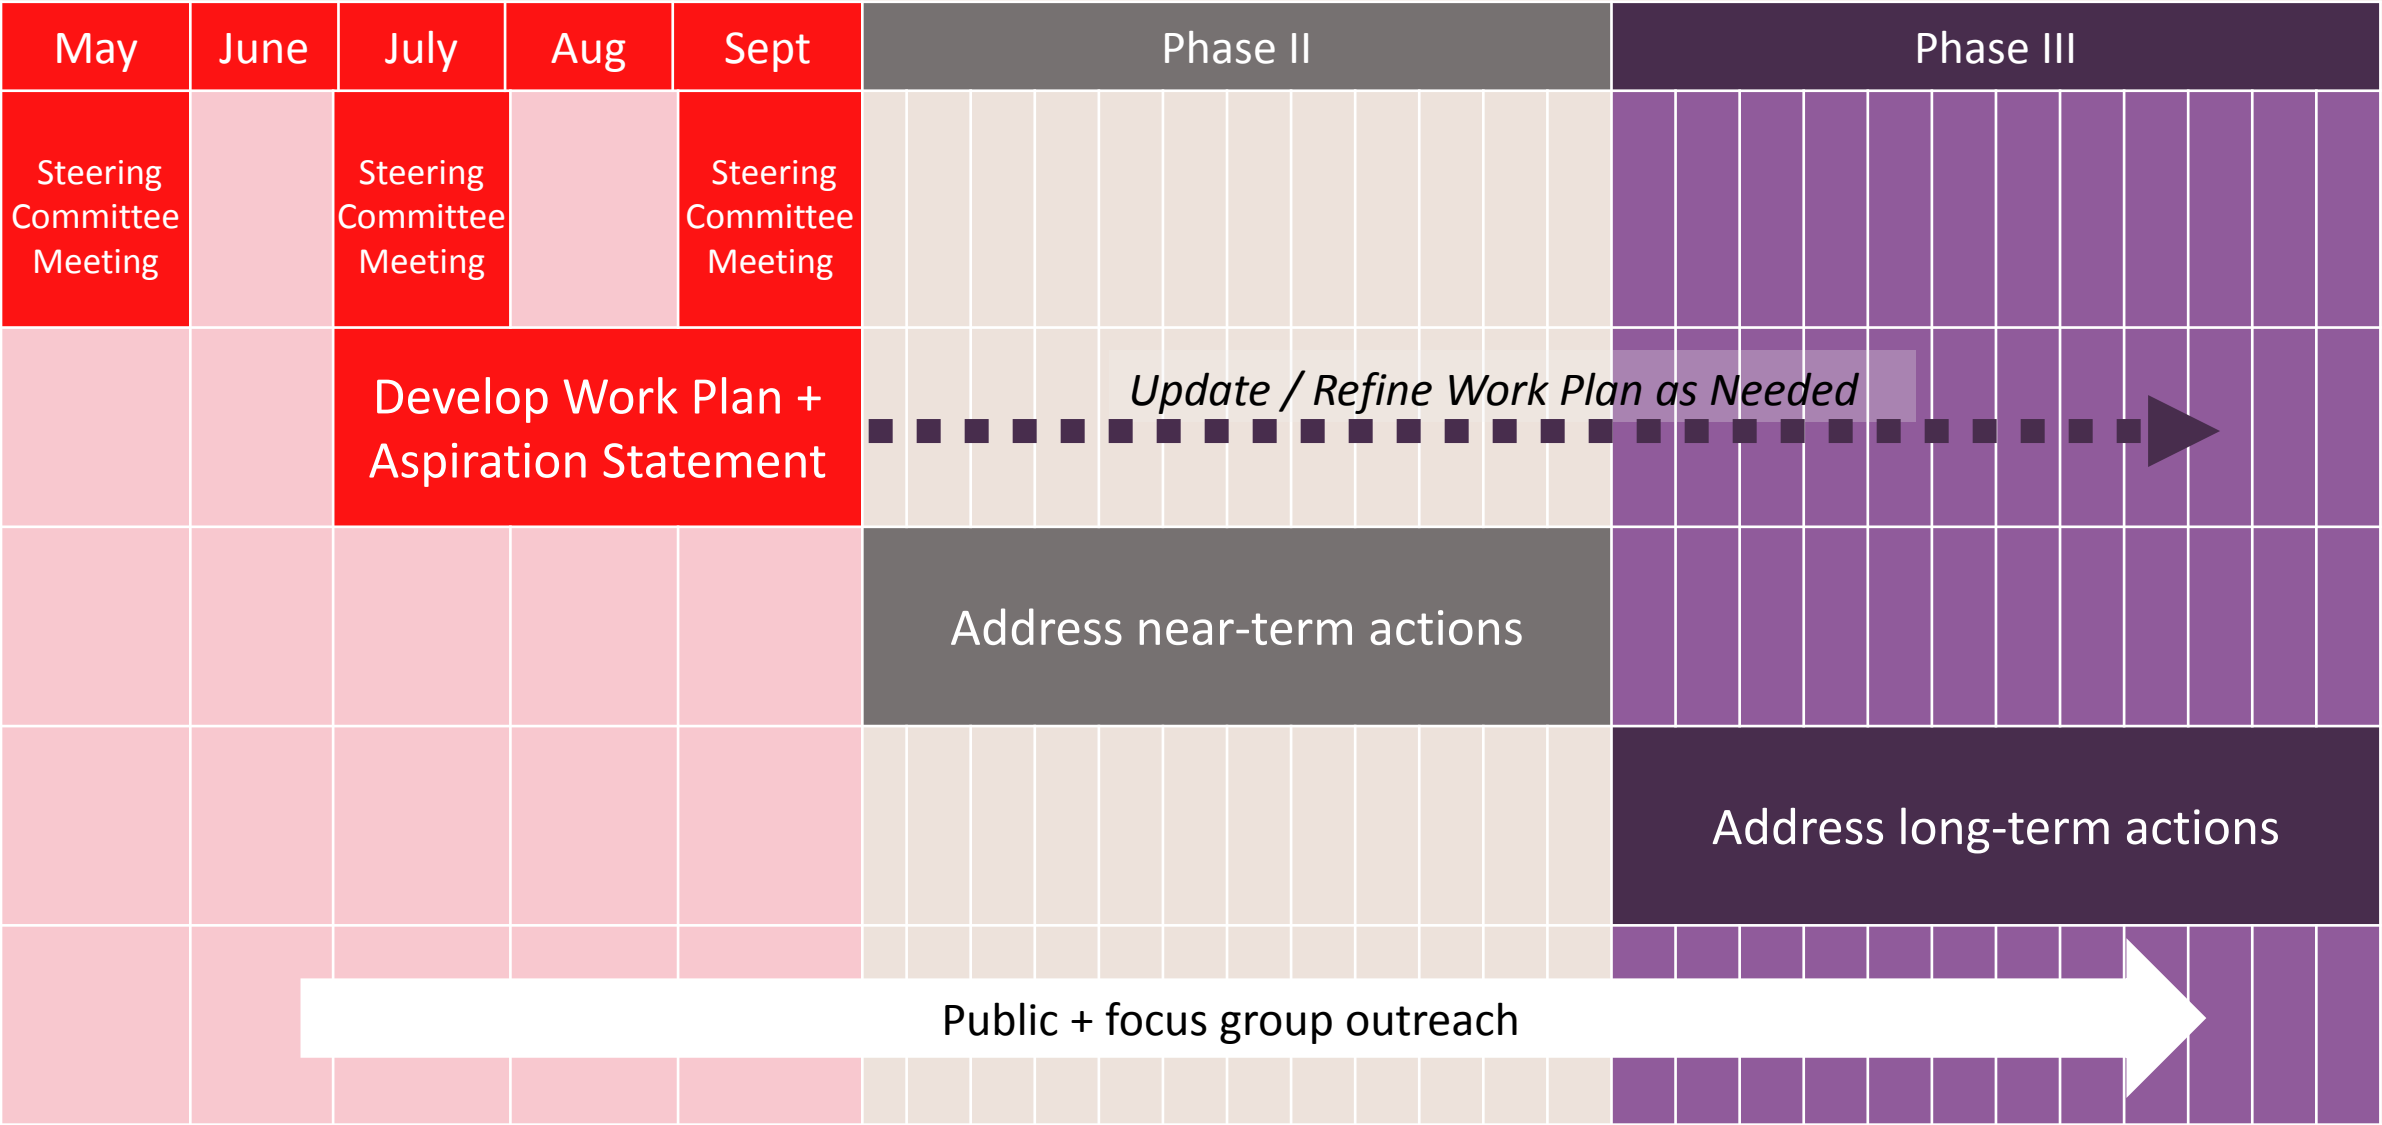 May June July Aug Sept Phase II Phase III
Steering
Committee
Meeting
Steering
Committee
Meeting
Steering
Committee
Meeting
Develop Work Plan +
Aspiration Statement
Update / Refine Work Plan as Needed
Address near-term actions
Address long-term actions
Public + focus group outreach